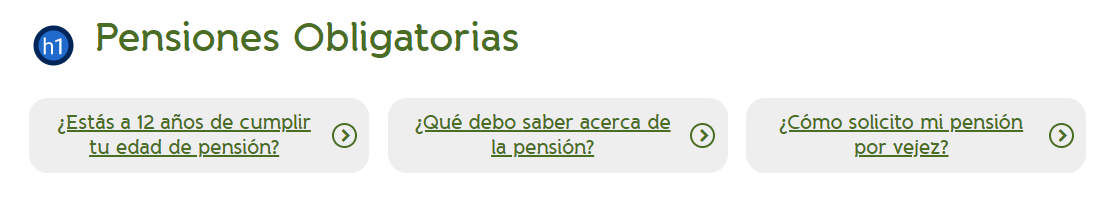 h1 Pensiones Obligatorias
¿Estás a 12 años de cumplir
tu edad de pensión?
¿Qué debo saber acerca de
la pensión?
¿Cómo solicito mi pensión
por vejez?